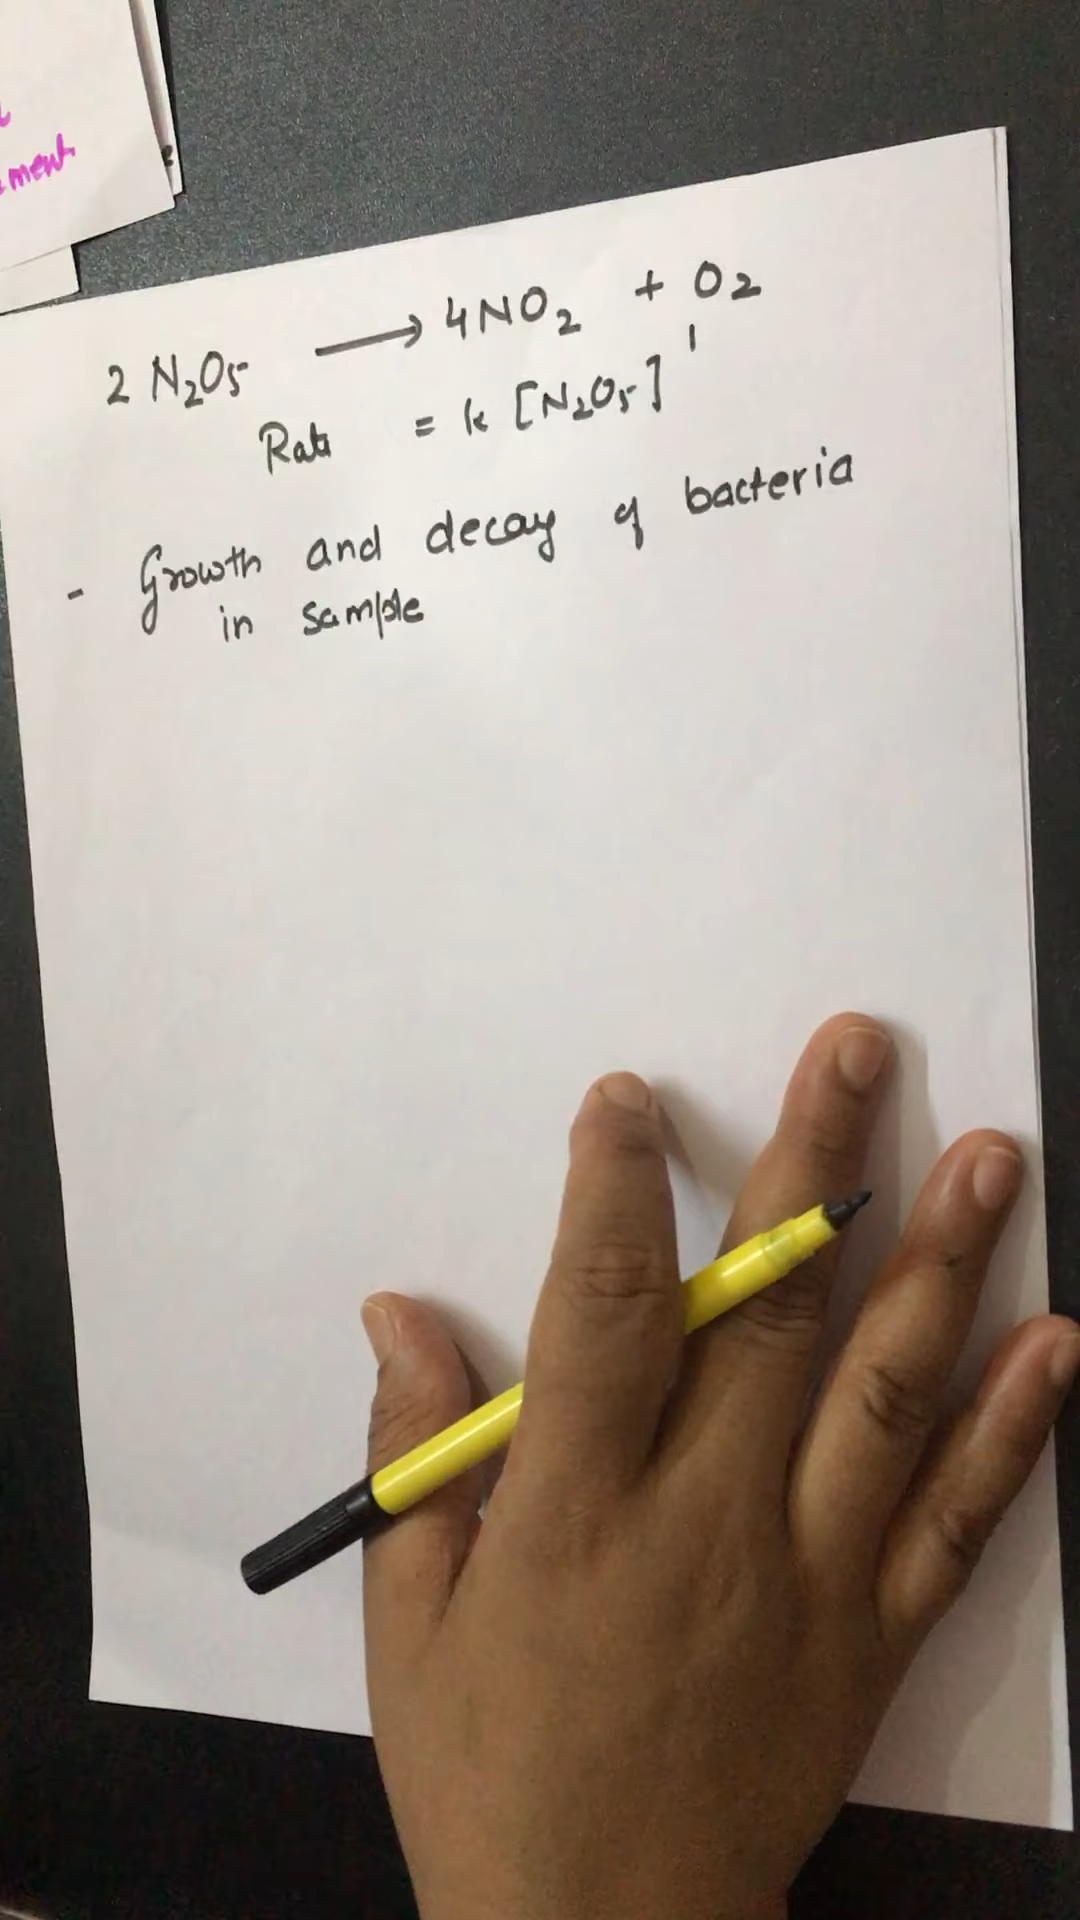 ment
2 N₂O₅ ⟶ 4NO₂ + O₂
Rate = k [N₂O₅]¹
- Growth and decay of bacteria
in sample